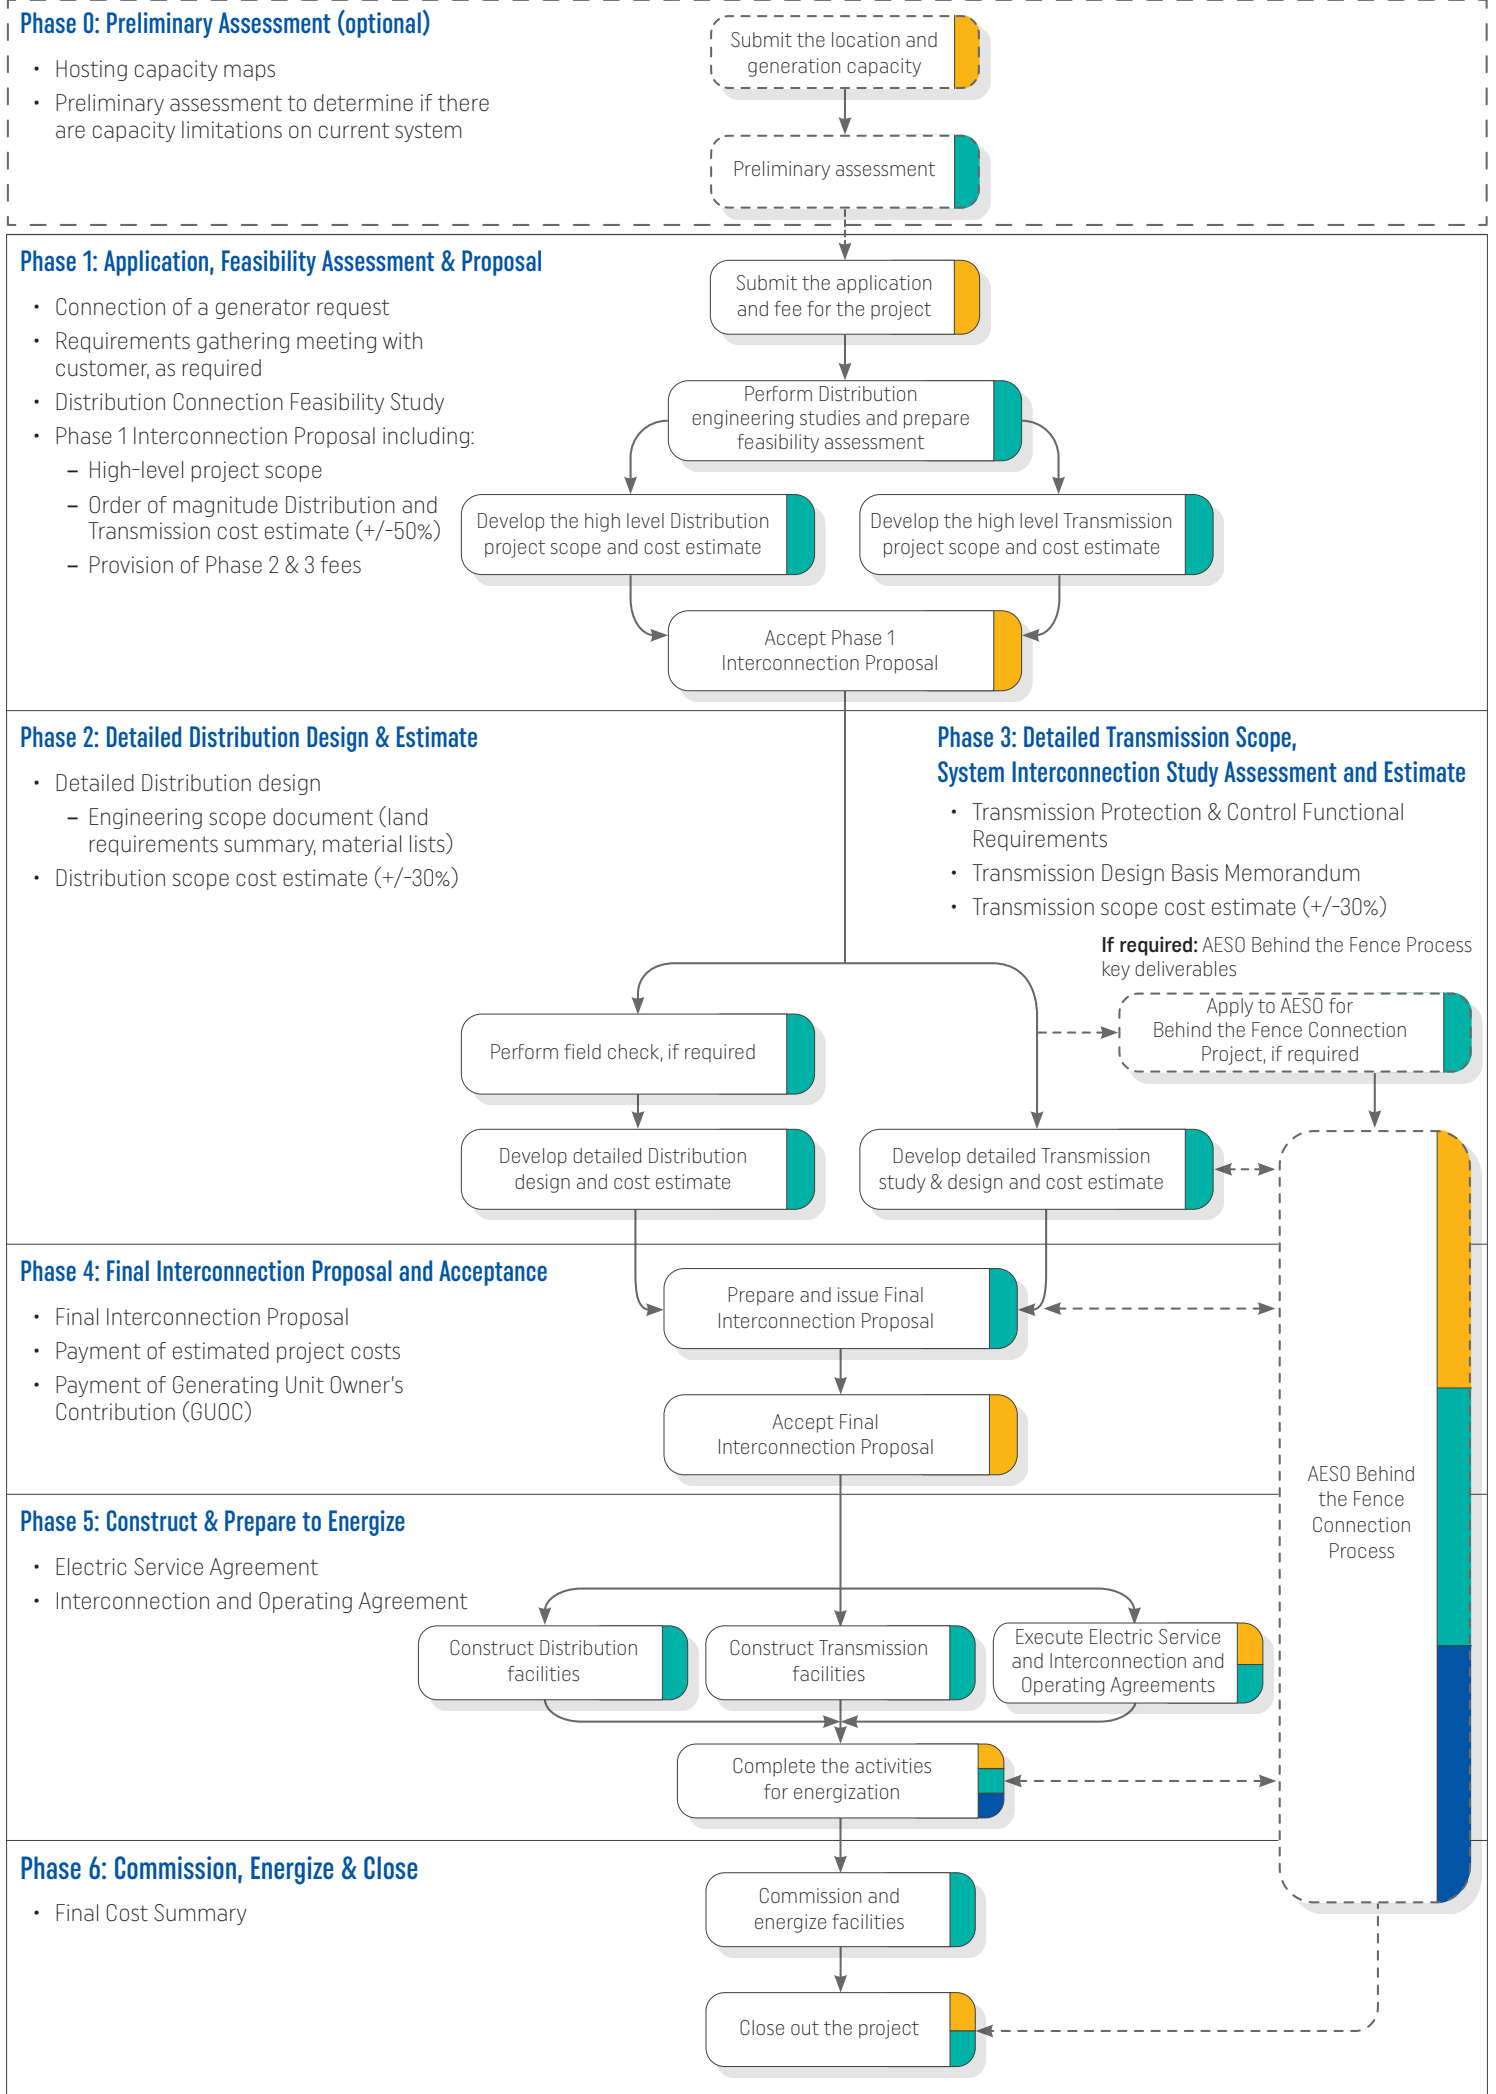 Phase 0: Preliminary Assessment (optional)
• Hosting capacity maps
• Preliminary assessment to determine if there
are capacity limitations on current system
Submit the location and
generation capacity
Preliminary assessment
Phase 1: Application, Feasibility Assessment & Proposal
• Connection of a generator request
• Requirements gathering meeting with
customer, as required
• Distribution Connection Feasibility Study
• Phase 1 Interconnection Proposal including:
– High-level project scope
– Order of magnitude Distribution and
Transmission cost estimate (+/-50%)
– Provision of Phase 2 & 3 fees
Submit the application
and fee for the project
Perform Distribution
engineering studies and prepare
feasibility assessment
Develop the high level Distribution
project scope and cost estimate
Develop the high level Transmission
project scope and cost estimate
Accept Phase 1
Interconnection Proposal
Phase 2: Detailed Distribution Design & Estimate
• Detailed Distribution design
– Engineering scope document (land
requirements summary, material lists)
• Distribution scope cost estimate (+/-30%)
Phase 3: Detailed Transmission Scope,
System Interconnection Study Assessment and Estimate
• Transmission Protection & Control Functional
Requirements
• Transmission Design Basis Memorandum
• Transmission scope cost estimate (+/-30%)
If required: AESO Behind the Fence Process
key deliverables
Apply to AESO for
Behind the Fence Connection
Project, if required
Perform field check, if required
Develop detailed Distribution
design and cost estimate
Develop detailed Transmission
study & design and cost estimate
Phase 4: Final Interconnection Proposal and Acceptance
• Final Interconnection Proposal
• Payment of estimated project costs
• Payment of Generating Unit Owner's
Contribution (GUOC)
Prepare and issue Final
Interconnection Proposal
Accept Final
Interconnection Proposal
AESO Behind
the Fence
Connection
Process
Phase 5: Construct & Prepare to Energize
• Electric Service Agreement
• Interconnection and Operating Agreement
Construct Distribution
facilities
Construct Transmission
facilities
Execute Electric Service
and Interconnection and
Operating Agreements
Complete the activities
for energization
Phase 6: Commission, Energize & Close
• Final Cost Summary
Commission and
energize facilities
Close out the project